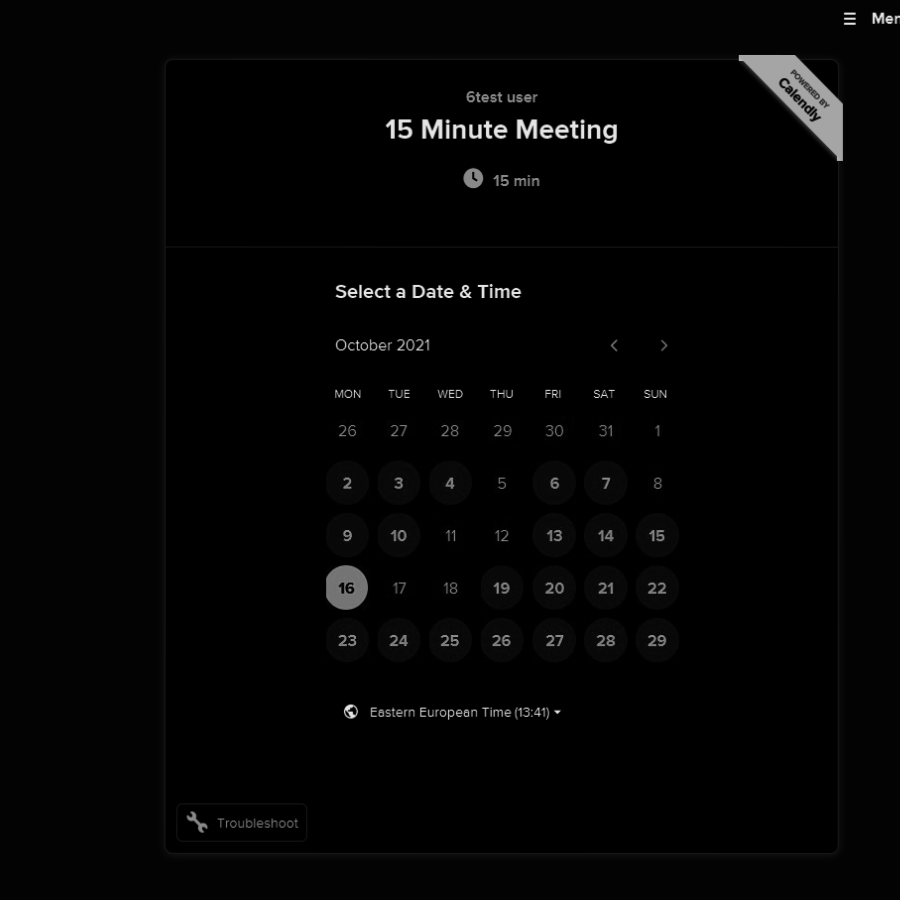 Men
6test user
POWERED BY
Calendly
15 Minute Meeting
15 min
Select a Date & Time
October 2021
MON TUE WED THU FRI SAT SUN
26 27 28 29 30 31 1
2 3 4 5 6 7 8
9 10 11 12 13 14 15
16 17 18 19 20 21 22
23 24 25 26 27 28 29
Eastern European Time (13:41)
Troubleshoot